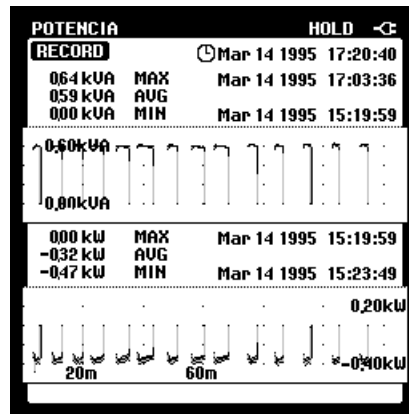 POTENCIA HOLD
RECORD Mar 14 1995 17:20:40
0,64 kVA MAX Mar 14 1995 17:03:36
0,59 kVA AVG
0,00 kVA MIN Mar 14 1995 15:19:59
0,60kVA
0,00kVA
0,00 kW MAX Mar 14 1995 15:19:59
-0,32 kW AVG
-0,47 kW MIN Mar 14 1995 15:23:49
0,20kW
-0,40kW
20m 60m